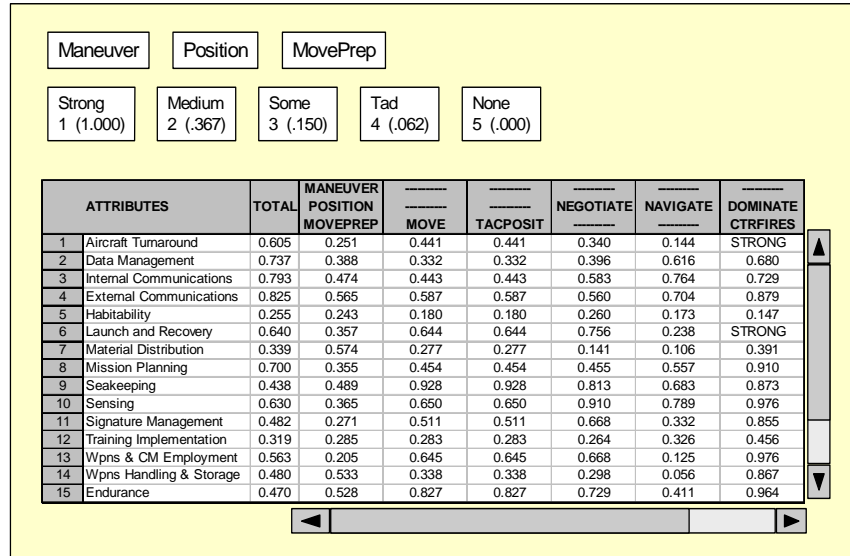 Maneuver Position MovePrep
Strong Medium Some Tad None
1 (1.000) 2 (.367) 3 (.150) 4 (.062) 5 (.000)
MANEUVER ---------- ---------- ---------- ---------- ----------
ATTRIBUTES TOTAL POSITION ---------- ---------- NEGOTIATE NAVIGATE DOMINATE
MOVEPREP MOVE TACPOSIT ---------- ---------- CTRFIRES
1 Aircraft Turnaround 0.605 0.251 0.441 0.441 0.340 0.144 STRONG
2 Data Management 0.737 0.388 0.332 0.332 0.396 0.616 0.680
3 Internal Communications 0.793 0.474 0.443 0.443 0.583 0.764 0.729
4 External Communications 0.825 0.565 0.587 0.587 0.560 0.704 0.879
5 Habitability 0.255 0.243 0.180 0.180 0.260 0.173 0.147
6 Launch and Recovery 0.640 0.357 0.644 0.644 0.756 0.238 STRONG
7 Material Distribution 0.339 0.574 0.277 0.277 0.141 0.106 0.391
8 Mission Planning 0.700 0.355 0.454 0.454 0.455 0.557 0.910
9 Seakeeping 0.438 0.489 0.928 0.928 0.813 0.683 0.873
10 Sensing 0.630 0.365 0.650 0.650 0.910 0.789 0.976
11 Signature Management 0.482 0.271 0.511 0.511 0.668 0.332 0.855
12 Training Implementation 0.319 0.285 0.283 0.283 0.264 0.326 0.456
13 Wpns & CM Employment 0.563 0.205 0.645 0.645 0.668 0.125 0.976
14 Wpns Handling & Storage 0.480 0.533 0.338 0.338 0.298 0.056 0.867
15 Endurance 0.470 0.528 0.827 0.827 0.729 0.411 0.964